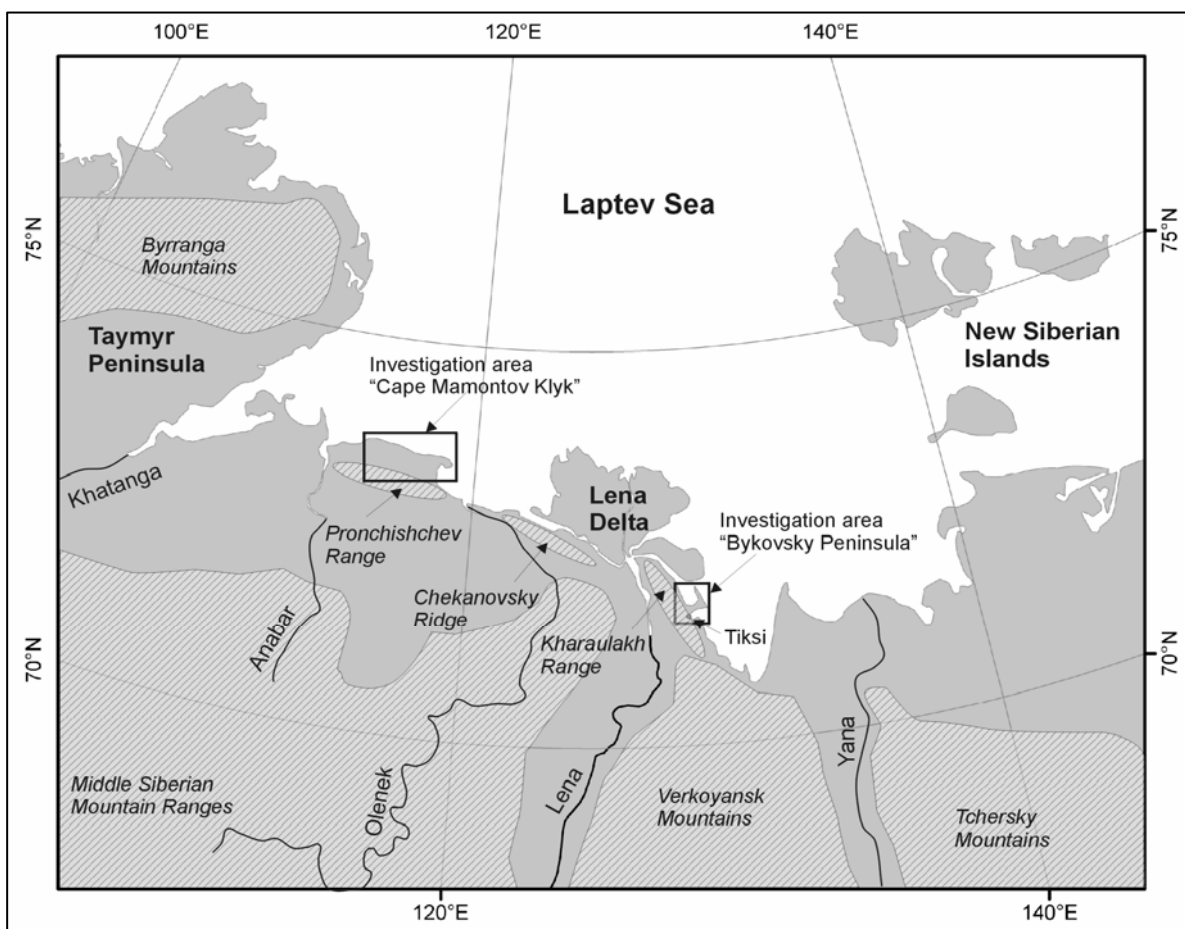 100°E
120°E
140°E
Laptev Sea
75°N
75°N
Byrranga
Mountains
Taymyr
Peninsula
New Siberian
Islands
Investigation area
“Cape Mamontov Klyk”
Khatanga
Lena
Delta
Investigation area
“Bykovsky Peninsula”
Pronchishchev
Range
Chekanovsky
Ridge
Kharaulakh
Range
Tiksi
Anabar
70°N
70°N
Yana
Middle Siberian
Mountain Ranges
Olenek
Lena
Verkoyansk
Mountains
Tchersky
Mountains
120°E
140°E